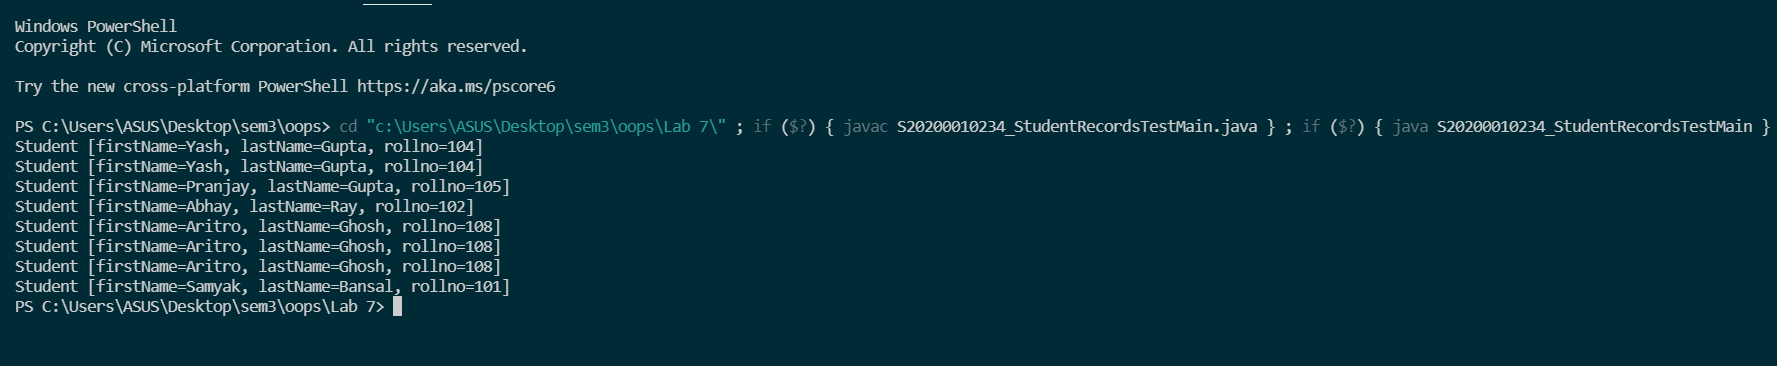 Windows PowerShell
Copyright (C) Microsoft Corporation. All rights reserved.
Try the new cross-platform PowerShell https://aka.ms/pscore6
PS C:\Users\ASUS\Desktop\sem3\oops> cd "c:\Users\ASUS\Desktop\sem3\oops\Lab 7\" ; if ($?) { javac S20200010234_StudentRecordsTestMain.java } ; if ($?) { java S20200010234_StudentRecordsTestMain }
Student [firstName=Yash, lastName=Gupta, rollno=104]
Student [firstName=Yash, lastName=Gupta, rollno=104]
Student [firstName=Pranjay, lastName=Gupta, rollno=105]
Student [firstName=Abhay, lastName=Ray, rollno=102]
Student [firstName=Aritro, lastName=Ghosh, rollno=108]
Student [firstName=Aritro, lastName=Ghosh, rollno=108]
Student [firstName=Aritro, lastName=Ghosh, rollno=108]
Student [firstName=Samyak, lastName=Bansal, rollno=101]
PS C:\Users\ASUS\Desktop\sem3\oops\Lab 7>